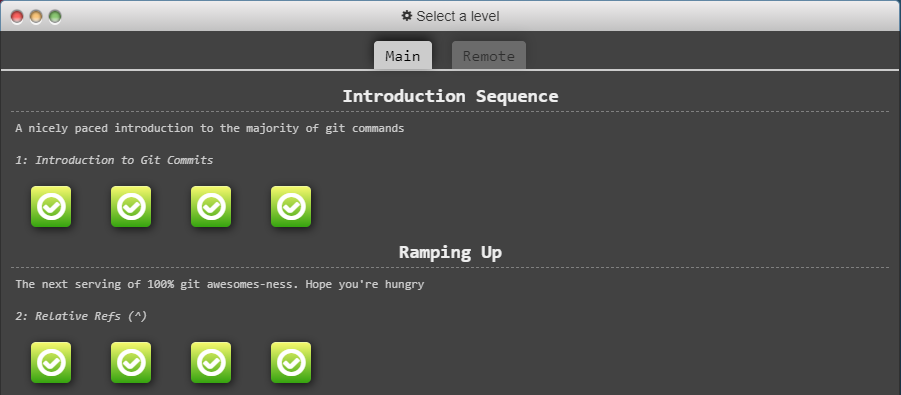 Select a level
Main Remote
Introduction Sequence
A nicely paced introduction to the majority of git commands
1: Introduction to Git Commits
Ramping Up
The next serving of 100% git awesomes-ness. Hope you're hungry
2: Relative Refs (^)